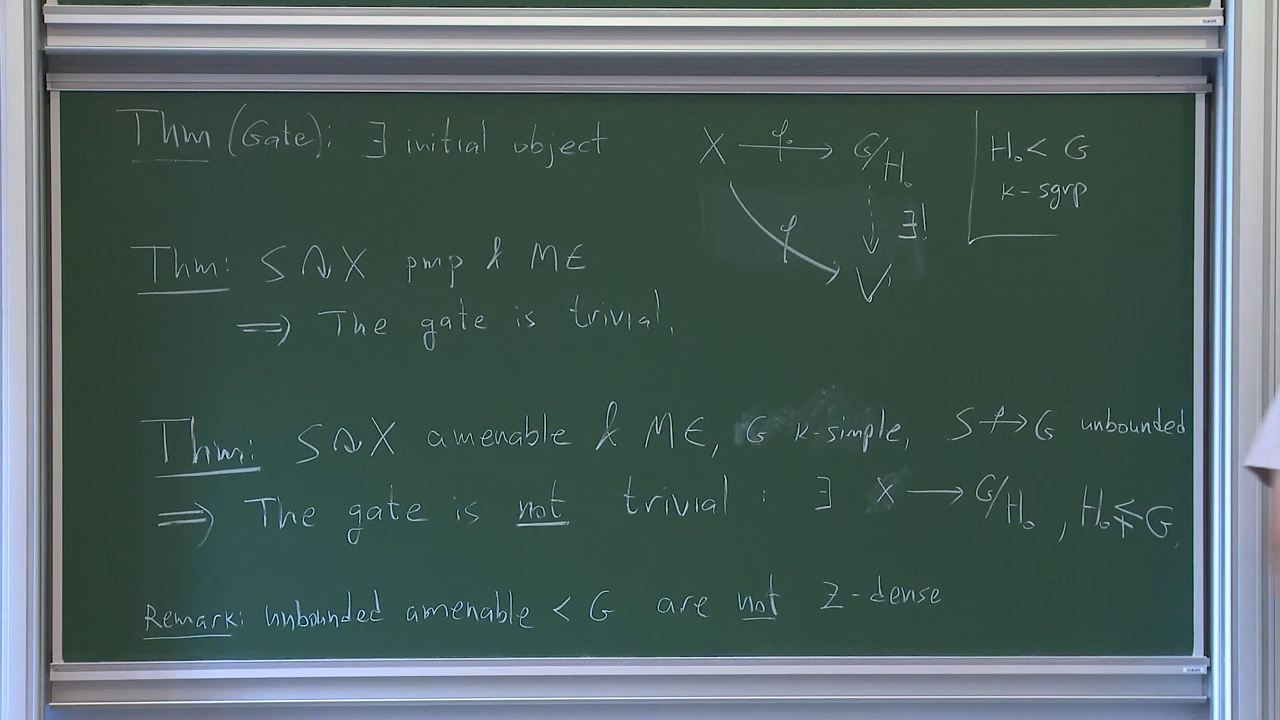 Thm (Gate): ∃ initial object
X —φ₀→ G/H₀
H₀ < G
k-sgrp
φ
∃!
V
Thm: S ↷ X pmp & ME
⟹ The gate is trivial.
Thm: S ↷ X amenable & ME, G k-simple, S → G unbounded
⟹ The gate is not trivial : ∃ X → G/H₀ , H₀ ≨ G.
Remark: unbounded amenable < G are not Z-dense